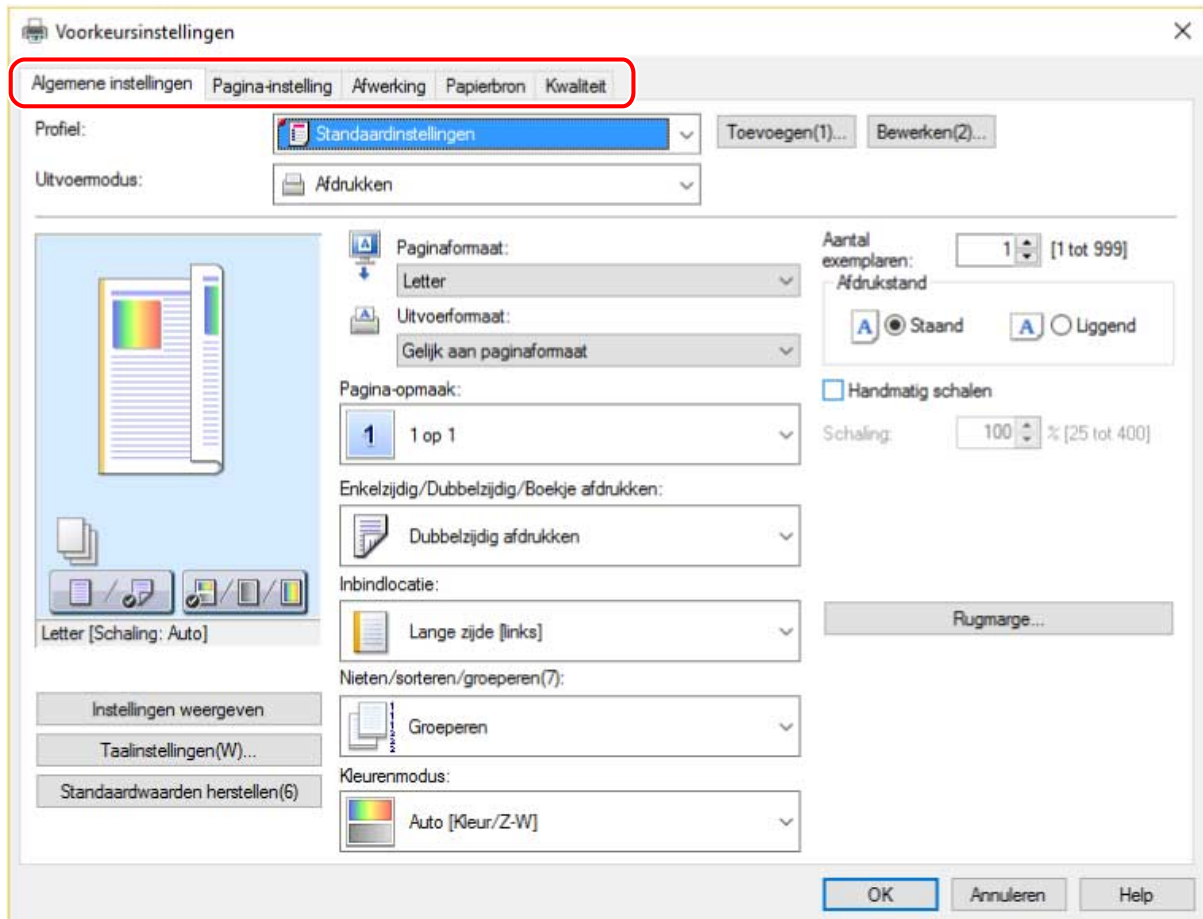 Voorkeursinstellingen
Algemene instellingen Pagina-instelling Afwerking Papierbron Kwaliteit
Profiel: Standaardinstellingen Toevoegen(1)... Bewerken(2)...
Uitvoermodus: Afdrukken
Paginaformaat:
Letter
Uitvoerformaat:
Gelijk aan paginaformaat
Pagina-opmaak:
1 1 op 1
Enkelzijdig/Dubbelzijdig/Boekje afdrukken:
Dubbelzijdig afdrukken
Inbindlocatie:
Lange zijde [links]
Nieten/sorteren/groeperen(7):
Groeperen
Kleurenmodus:
Auto [Kleur/Z-W]
Aantal
exemplaren: 1 [1 tot 999]
Afdrukstand
A Staand A Liggend
Handmatig schalen
Schaling: 100 % [25 tot 400]
Rugmarge...
Letter [Schaling: Auto]
Instellingen weergeven
Taalinstellingen(W)...
Standaardwaarden herstellen(6)
OK Annuleren Help